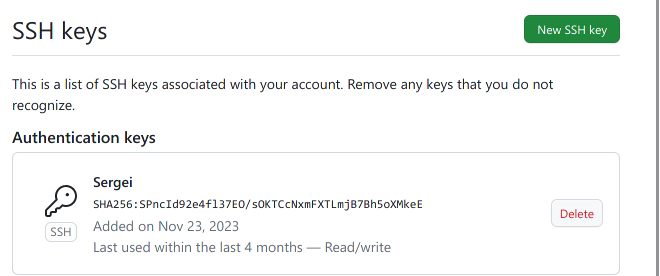 SSH keys
New SSH key
This is a list of SSH keys associated with your account. Remove any keys that you do not
recognize.
Authentication keys
Sergei
SHA256:SPncId92e4fl37EO/sOKTCcNxmFXTLmjB7Bh5oXMkeE
Added on Nov 23, 2023
SSH
Last used within the last 4 months — Read/write
Delete